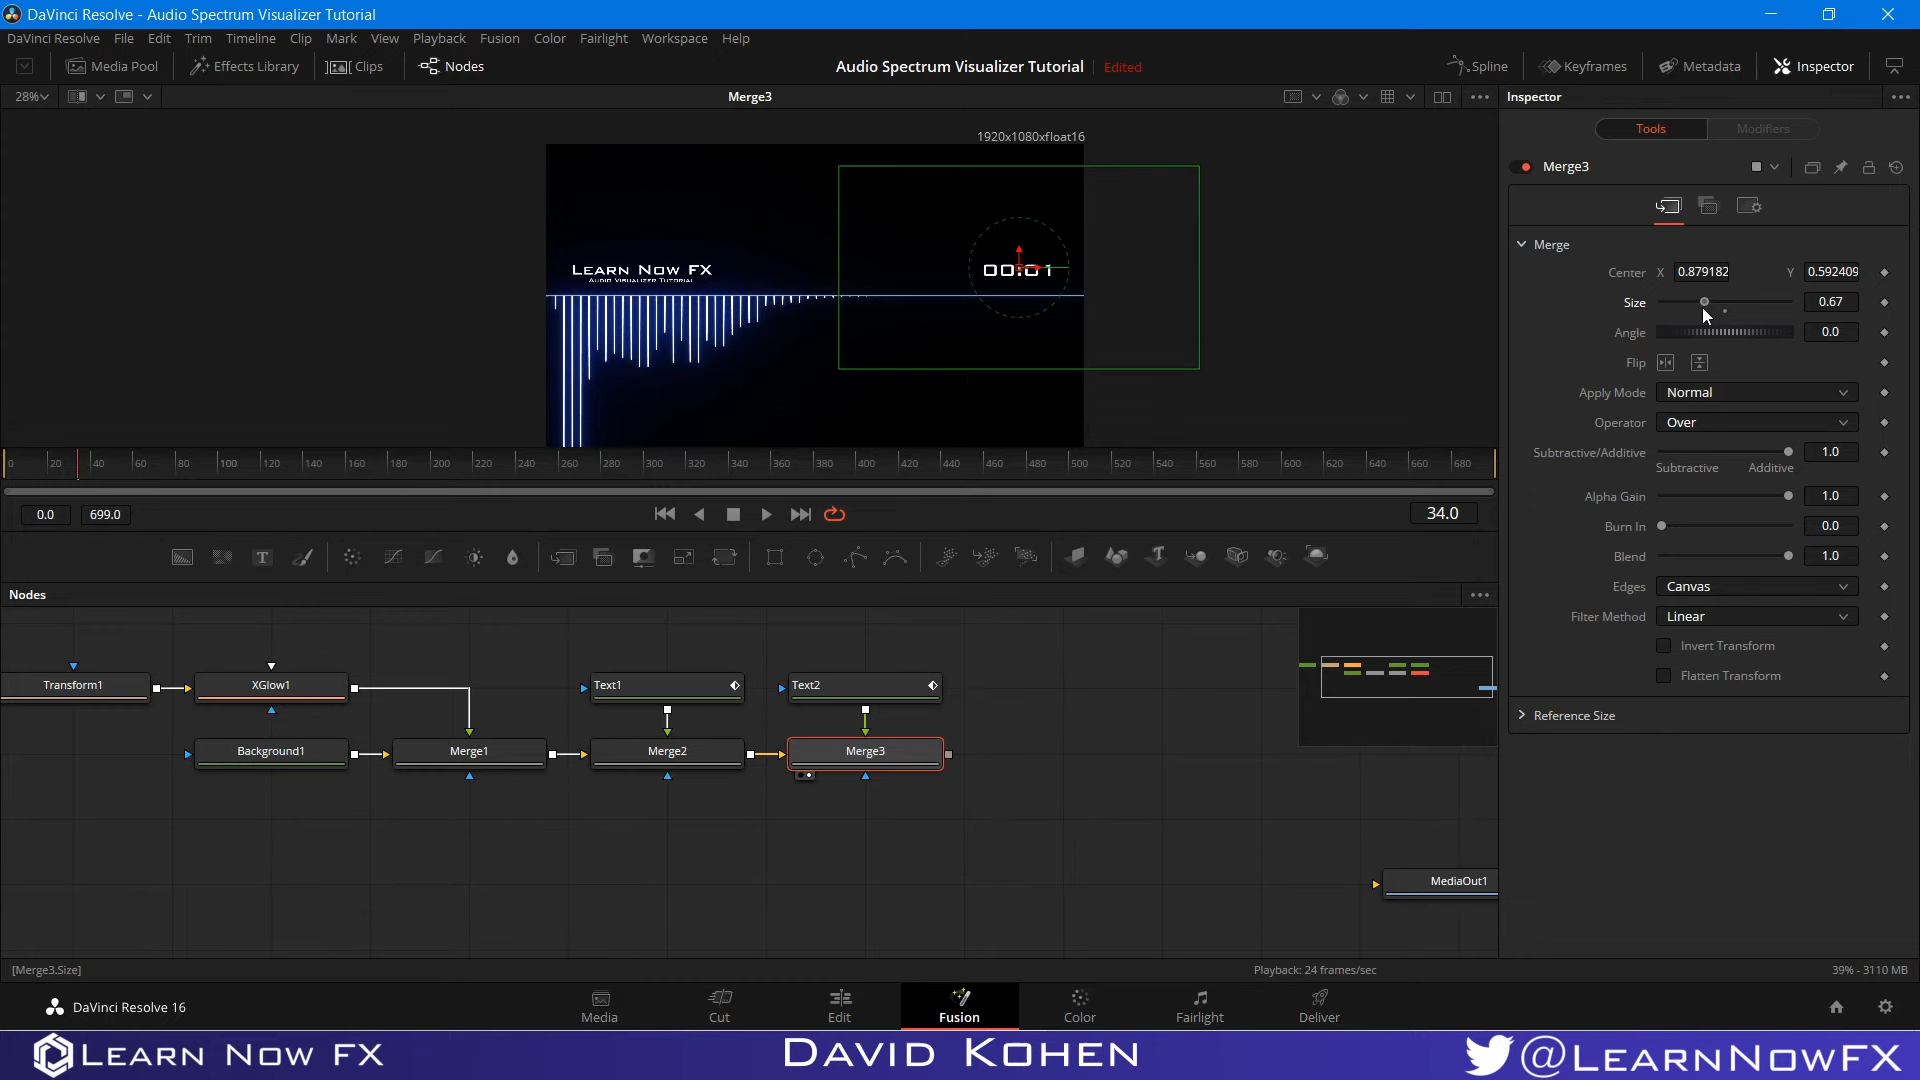 DaVinci Resolve - Audio Spectrum Visualizer Tutorial
DaVinci Resolve File Edit Trim Timeline Clip Mark View Playback Fusion Color Fairlight Workspace Help
Media Pool Effects Library Clips Nodes Audio Spectrum Visualizer Tutorial Edited Spline Keyframes Metadata Inspector
28% Merge3 Inspector
1920x1080xfloat16
Tools Modifiers
Merge3
Merge
Learn Now FX
Audio Visualizer Tutorial
00:01
Center X 0.879182 Y 0.592409
Size 0.67
Angle 0.0
Flip
Apply Mode Normal
Operator Over
Subtractive/Additive 1.0
Subtractive Additive
Alpha Gain 1.0
Burn In 0.0
Blend 1.0
Edges Canvas
Filter Method Linear
Invert Transform
Flatten Transform
Reference Size
0 20 40 60 80 100 120 140 160 180 200 220 240 260 280 300 320 340 360 380 400 420 440 460 480 500 520 540 560 580 600 620 640 660 680
0.0 699.0 34.0
Nodes
Transform1 XGlow1 Text1 Text2
Background1 Merge1 Merge2 Merge3
MediaOut1
[Merge3.Size] Playback: 24 frames/sec 39% - 3110 MB
DaVinci Resolve 16 Media Cut Edit Fusion Color Fairlight Deliver
Learn Now FX David Kohen @LearnNowFX